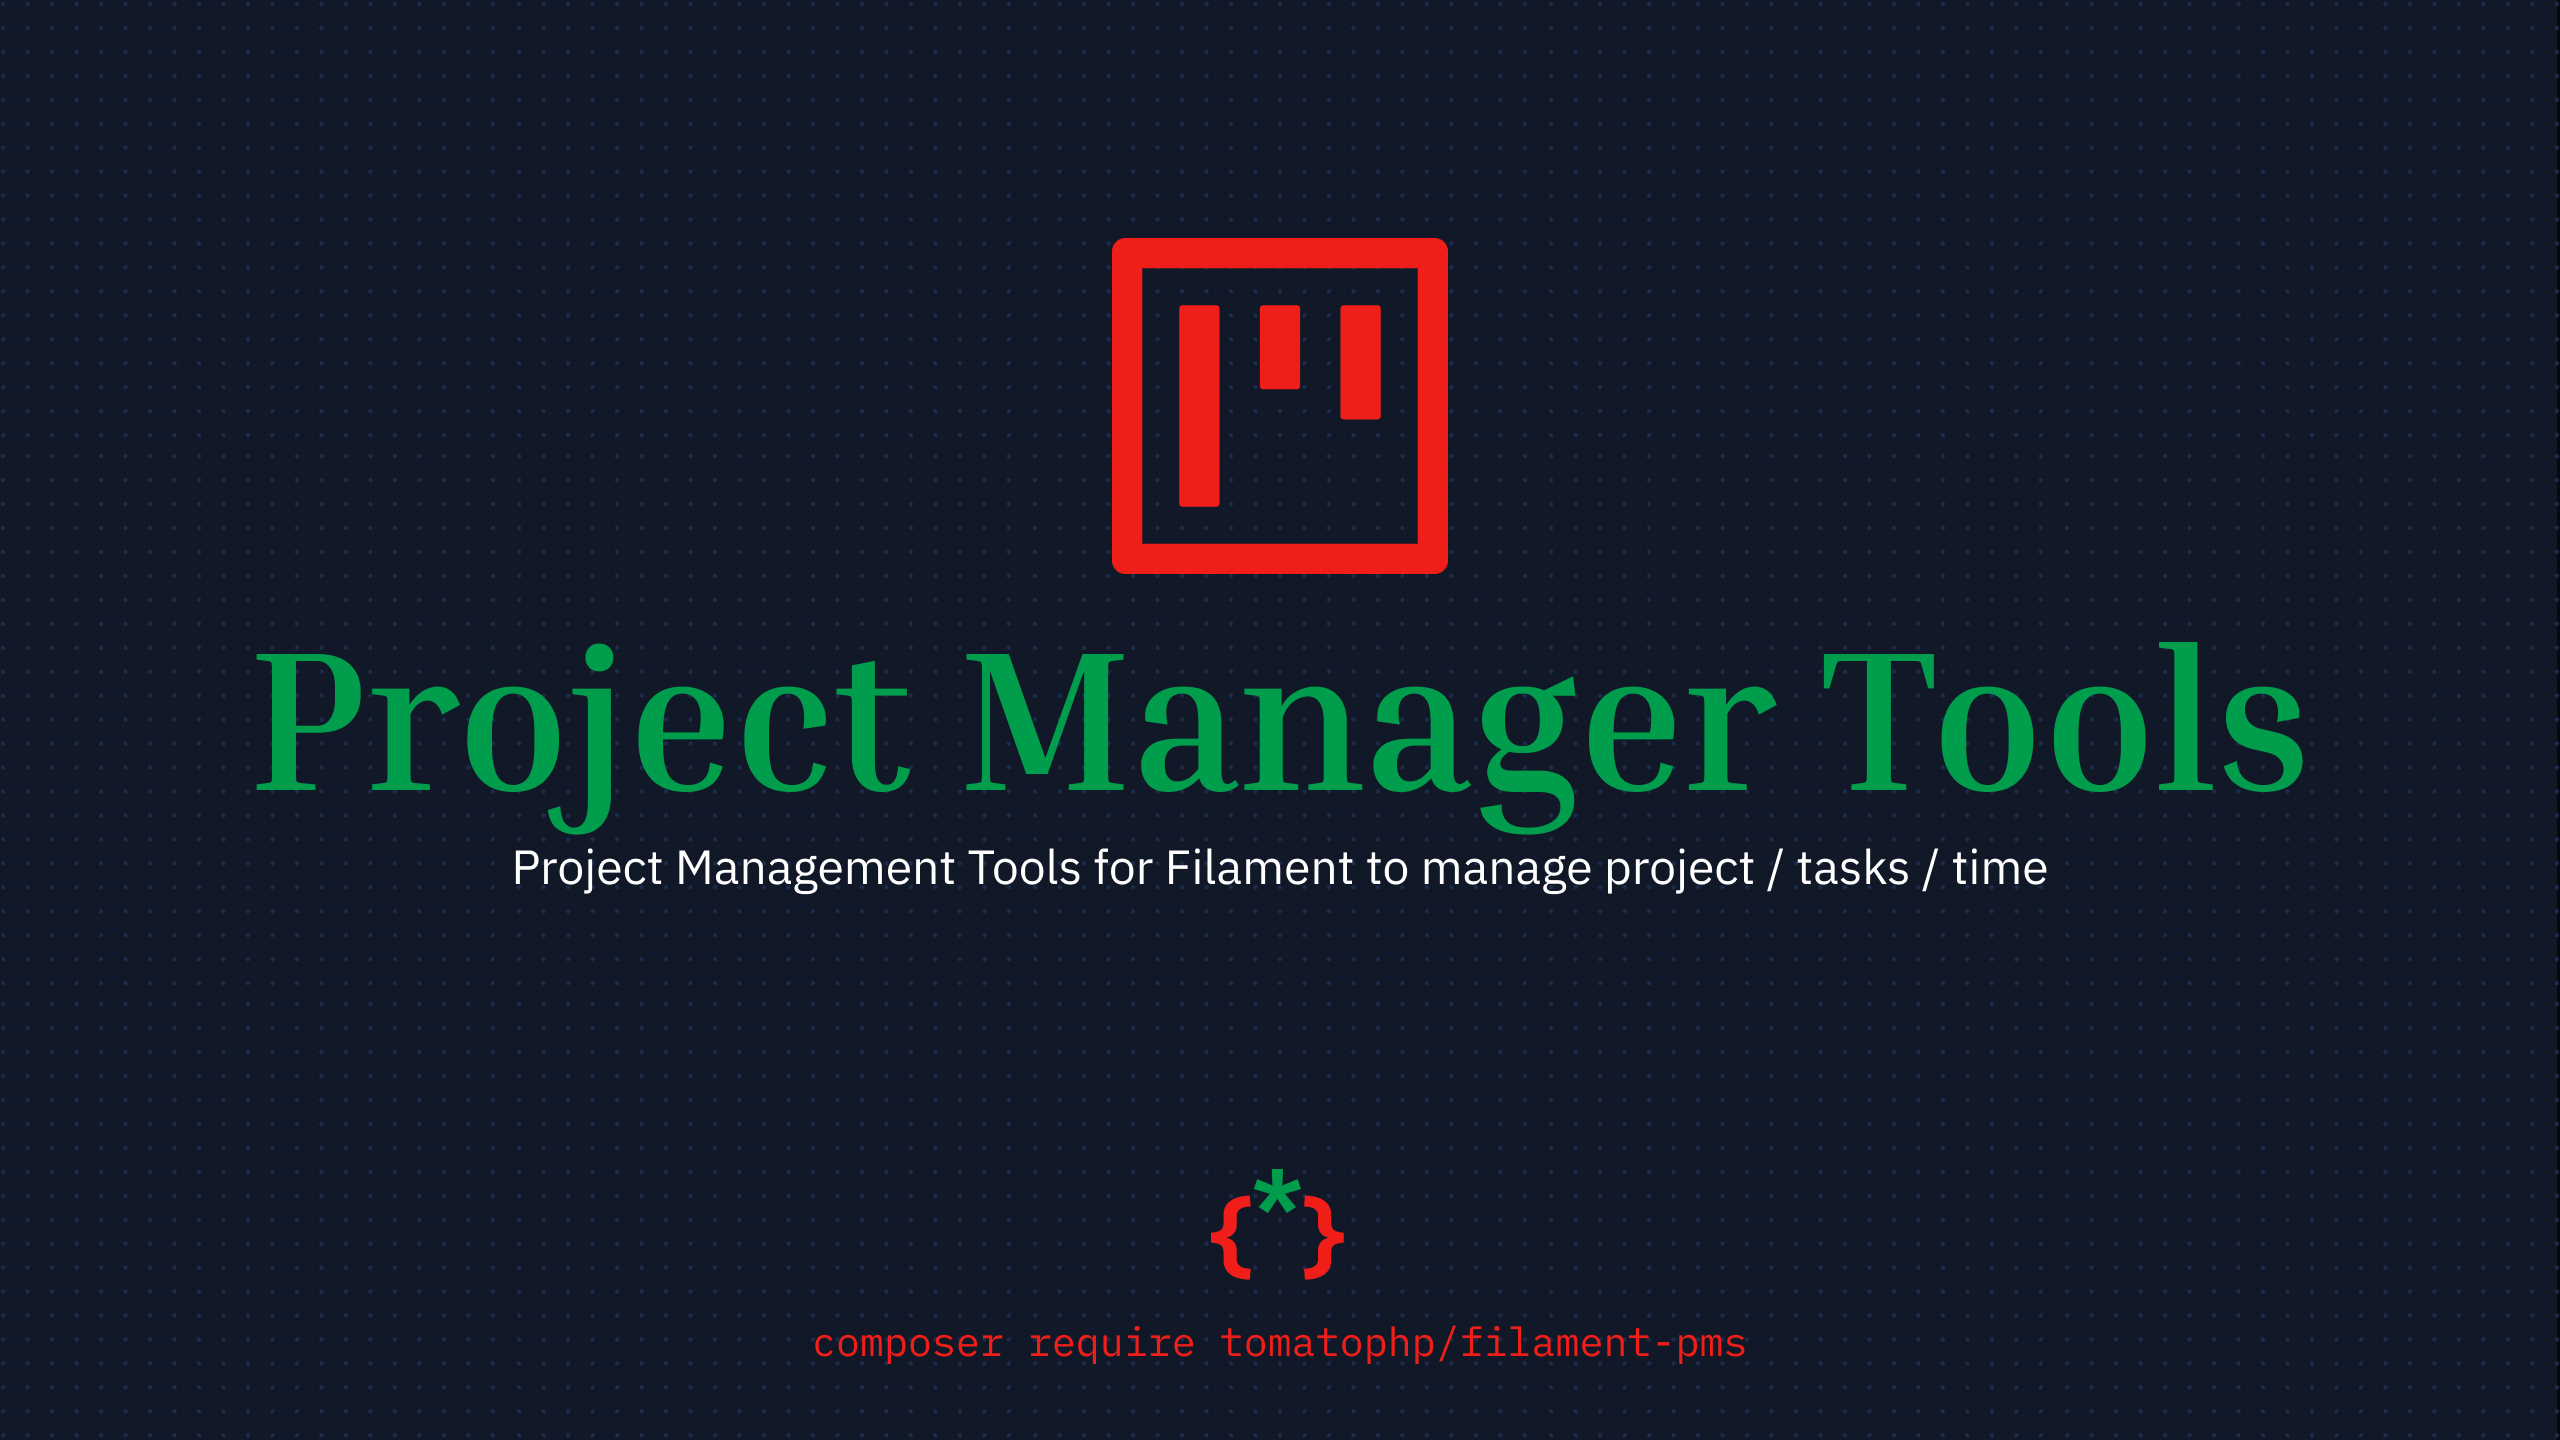 Project Manager Tools
Project Management Tools for Filament to manage project / tasks / time
{*}
composer require tomatophp/filament-pms